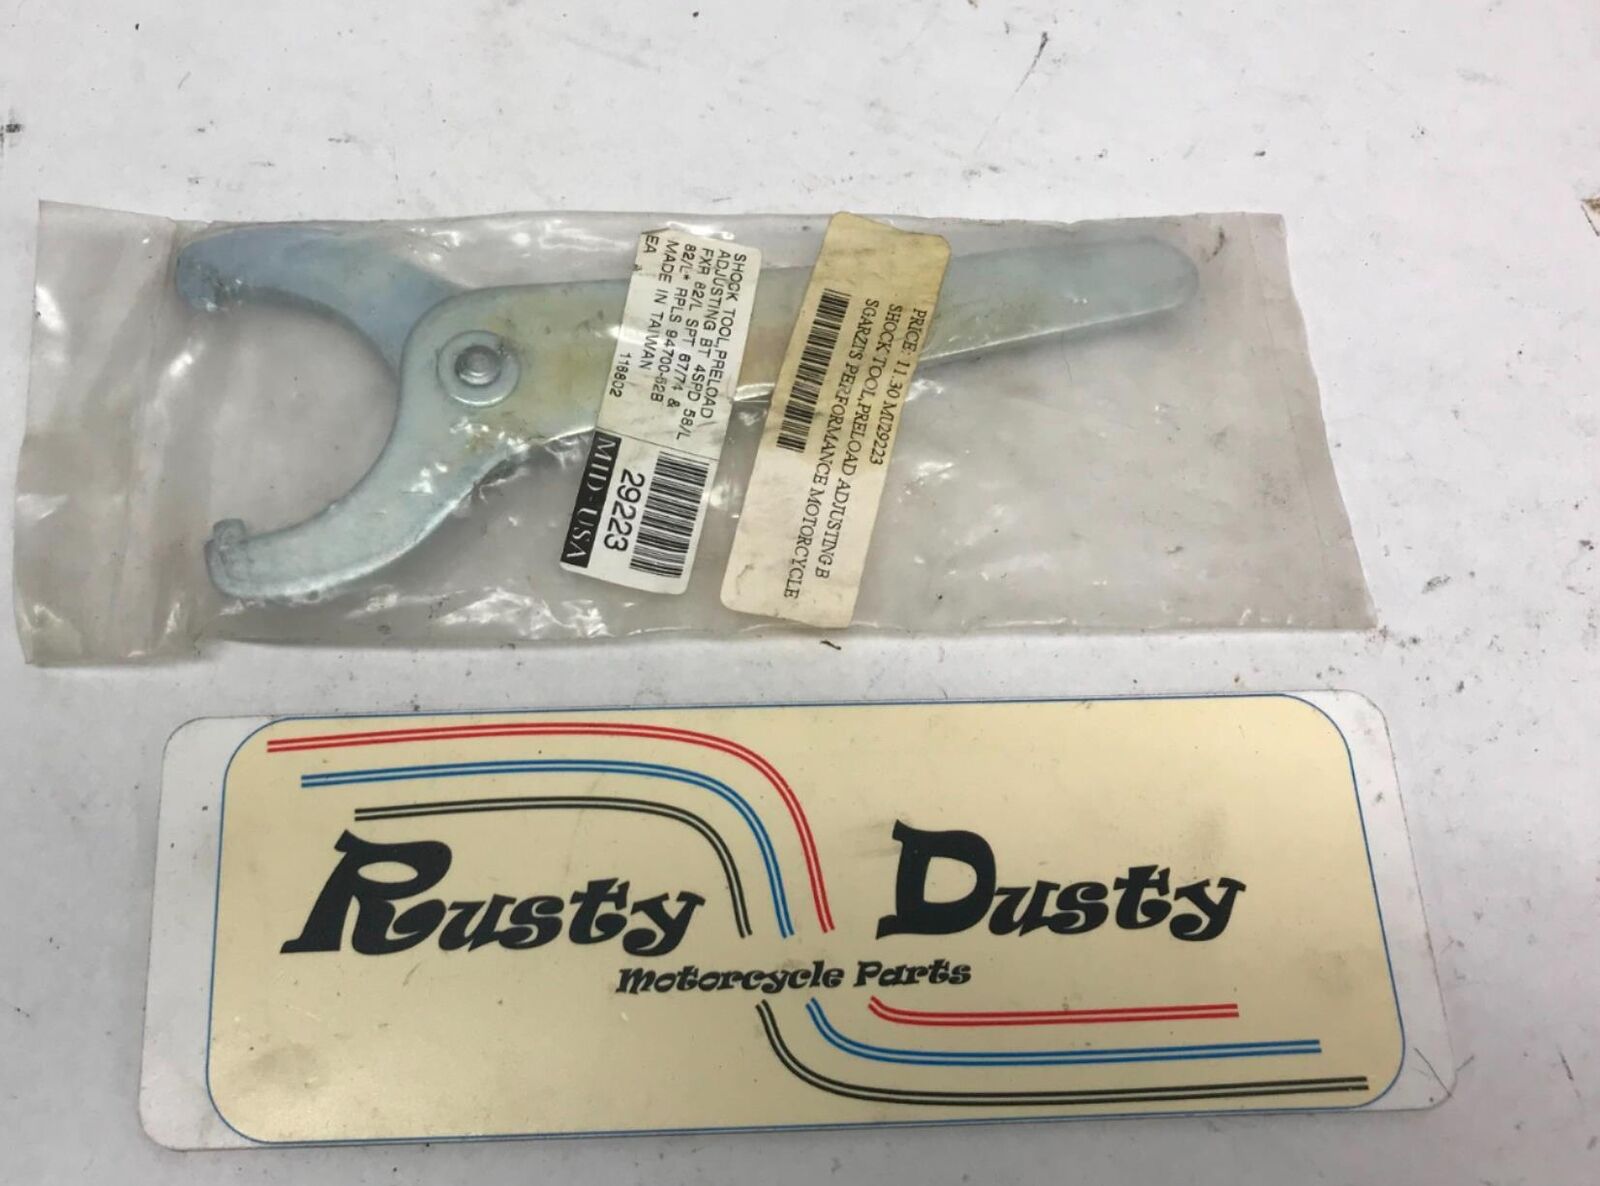 SHOCK TOOL,PRELOAD
ADJUSTING BT 4SPD 58/L
FXR 82/L SPT 67/74 &
82/L* RPLS 94700-52B
MADE IN TAIWAN
EA
116802
29223
MID-USA
PRICE: 11.30 MU29223
SHOCK TOOL,PRELOAD ADJUSTING B
SGARZI'S PERFORMANCE MOTORCYCLE
Rusty Dusty
Motorcycle Parts